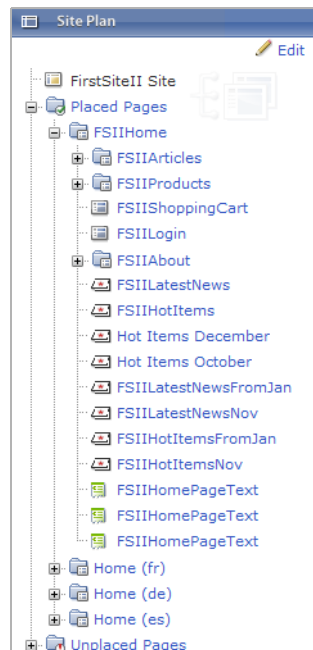 Site Plan
Edit
FirstSiteII Site
Placed Pages
FSIIHome
FSIIArticles
FSIIProducts
FSIIShoppingCart
FSIILogin
FSIIAbout
FSIILatestNews
FSIIHotItems
Hot Items December
Hot Items October
FSIILatestNewsFromJan
FSIILatestNewsNov
FSIIHotItemsFromJan
FSIIHotItemsNov
FSIIHomePageText
FSIIHomePageText
FSIIHomePageText
Home (fr)
Home (de)
Home (es)
Unplaced Pages